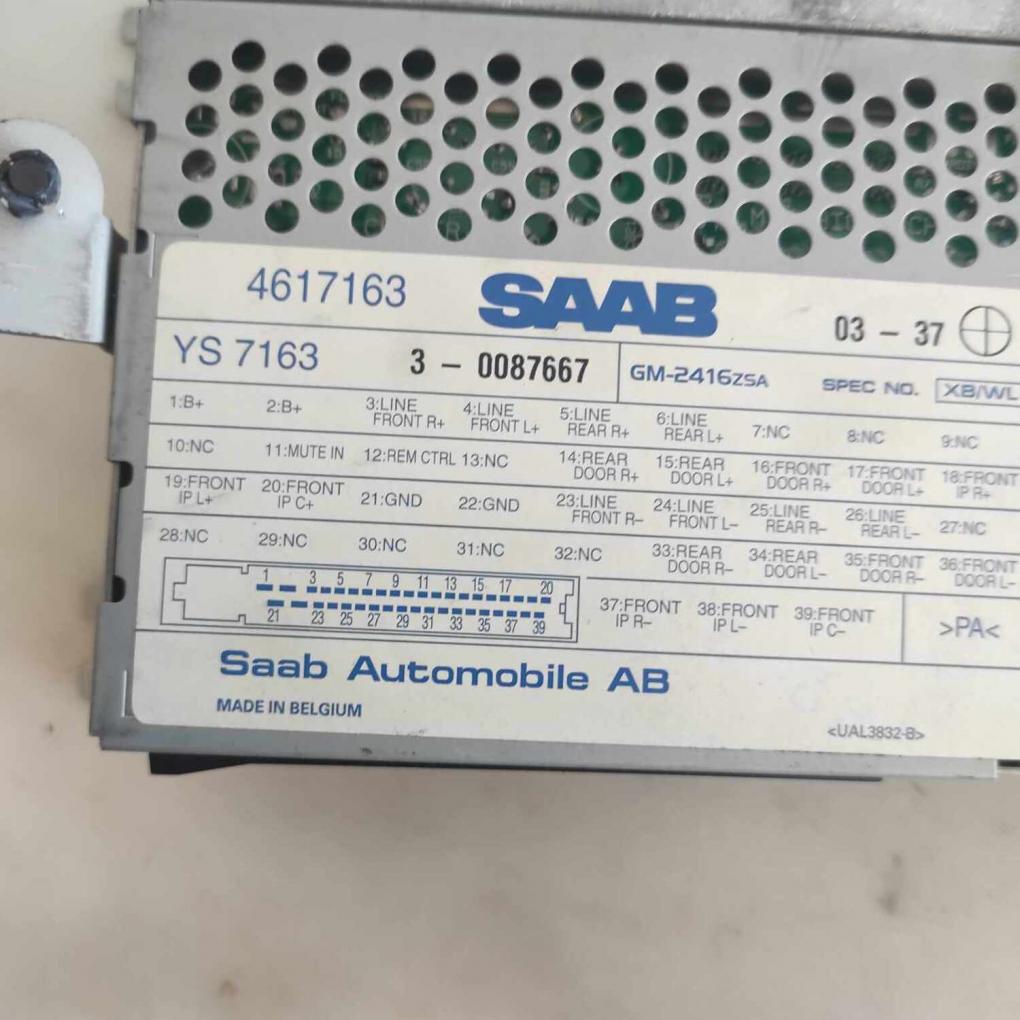 4617163 SAAB 03 – 37
YS 7163 3 – 0087667 GM-2416ZSA SPEC NO. XB/WL
1:B+ 2:B+ 3:LINE FRONT R+ 4:LINE FRONT L+ 5:LINE REAR R+ 6:LINE REAR L+ 7:NC 8:NC 9:NC
10:NC 11:MUTE IN 12:REM CTRL 13:NC 14:REAR DOOR R+ 15:REAR DOOR L+ 16:FRONT DOOR R+ 17:FRONT DOOR L+ 18:FRONT IP R+
19:FRONT IP L+ 20:FRONT IP C+ 21:GND 22:GND 23:LINE FRONT R– 24:LINE FRONT L– 25:LINE REAR R– 26:LINE REAR L– 27:NC
28:NC 29:NC 30:NC 31:NC 32:NC 33:REAR DOOR R– 34:REAR DOOR L– 35:FRONT DOOR R– 36:FRONT DOOR L–
1 3 5 7 9 11 13 15 17 20
21 23 25 27 29 31 33 35 37 39
37:FRONT IP R– 38:FRONT IP L– 39:FRONT IP C– >PA<
Saab Automobile AB
MADE IN BELGIUM
<UAL3832-B>